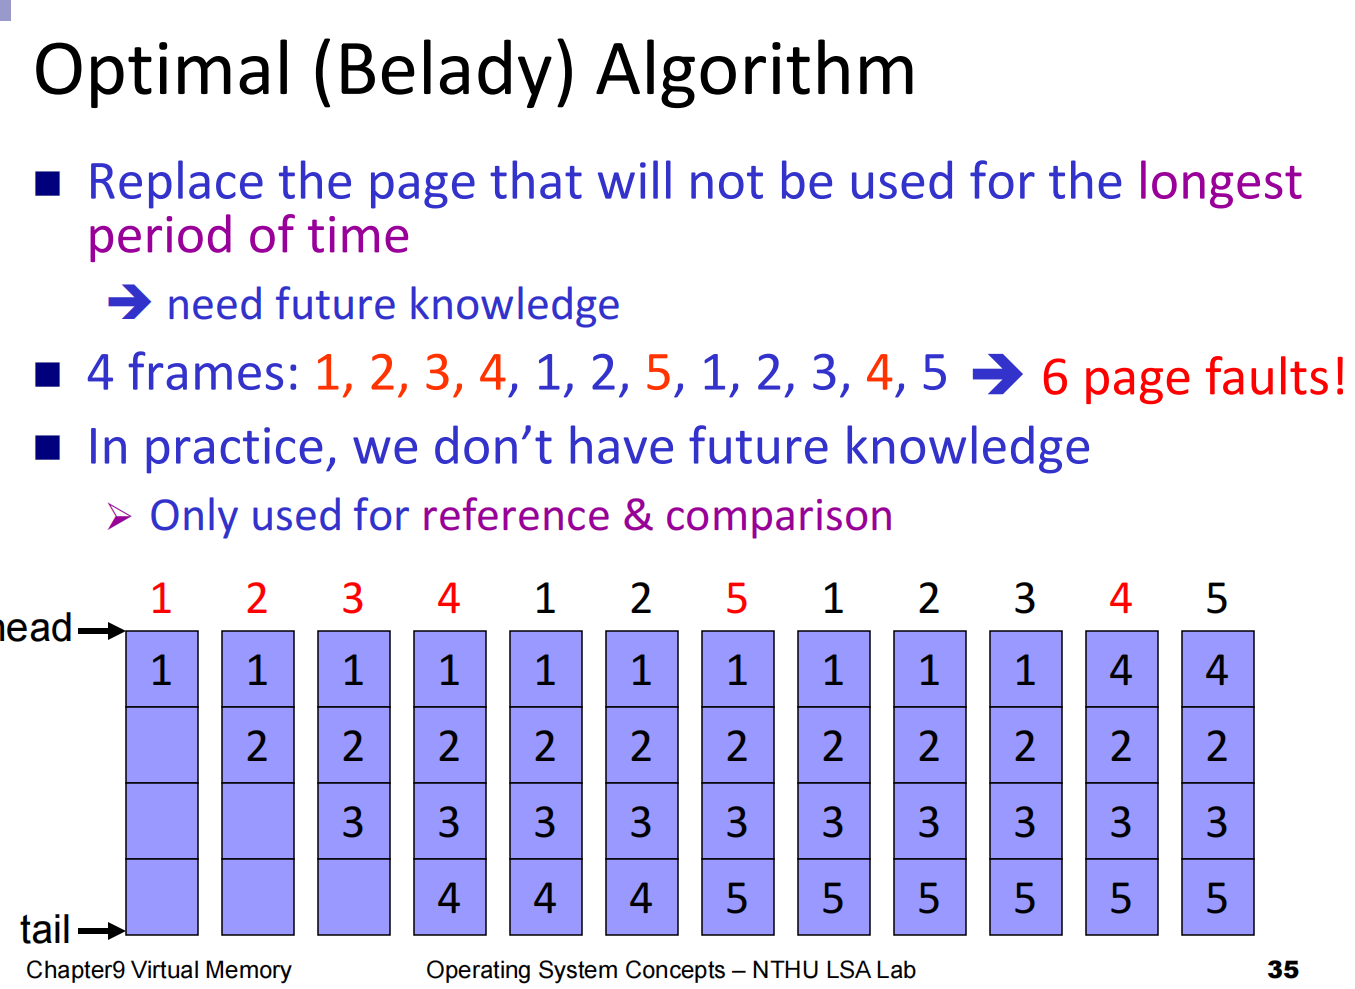 Optimal (Belady) Algorithm
Replace the page that will not be used for the longest
period of time
➔ need future knowledge
4 frames: 1, 2, 3, 4, 1, 2, 5, 1, 2, 3, 4, 5 ➔ 6 page faults!
In practice, we don't have future knowledge
Only used for reference & comparison
1 2 3 4 1 2 5 1 2 3 4 5
head
1 1 1 1 1 1 1 1 1 1 4 4
2 2 2 2 2 2 2 2 2 2 2
3 3 3 3 3 3 3 3 3 3
4 4 4 5 5 5 5 5 5
tail
Chapter9 Virtual Memory Operating System Concepts – NTHU LSA Lab 35